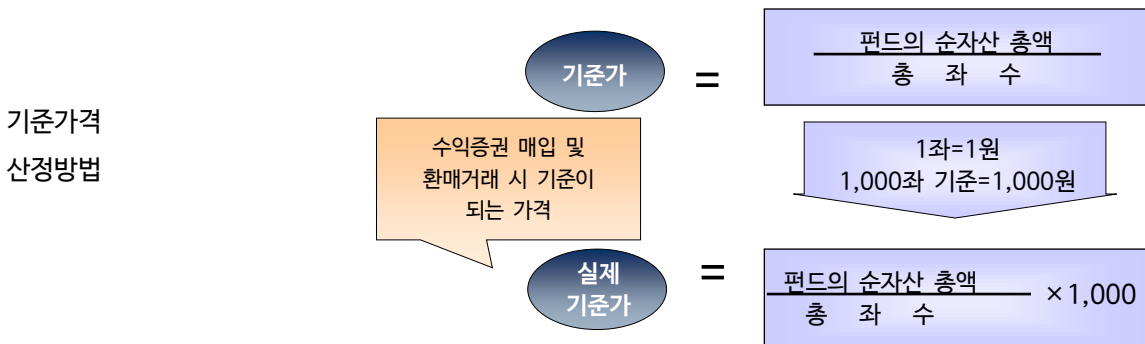 기준가격
산정방법
기준가
=
펀드의 순자산 총액
총 좌 수
수익증권 매입 및
환매거래 시 기준이
되는 가격
1좌=1원
1,000좌 기준=1,000원
실제
기준가
=
펀드의 순자산 총액
총 좌 수
×1,000